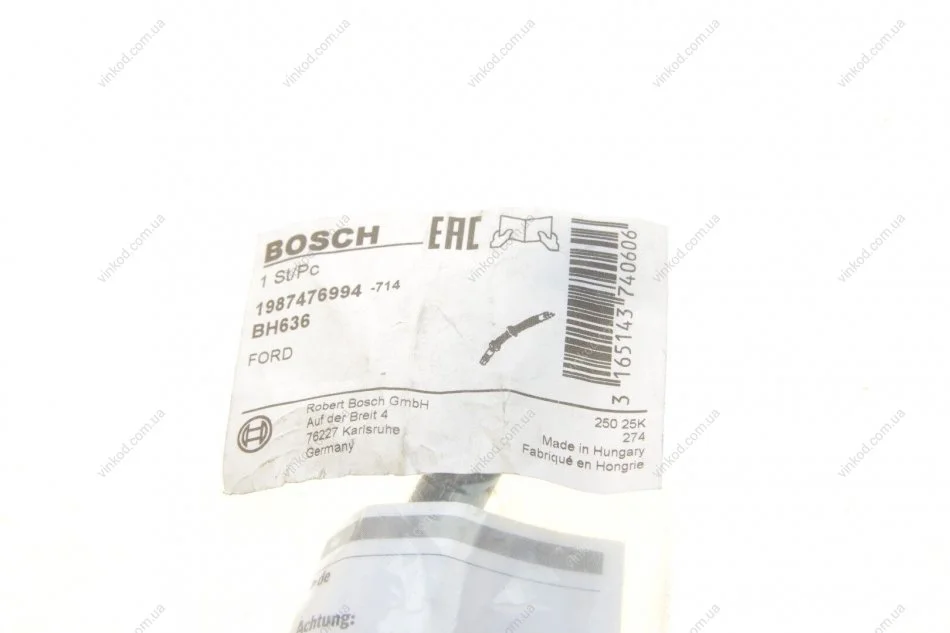 BOSCH
EAC
1 St/Pc
1987476994 -714
BH636
FORD
3 165143 740606
Robert Bosch GmbH
Auf der Breit 4
76227 Karlsruhe
Germany
250 25K
274
Made in Hungary
Fabriqué en Hongrie
de
Achtung:
vinkod.com.ua